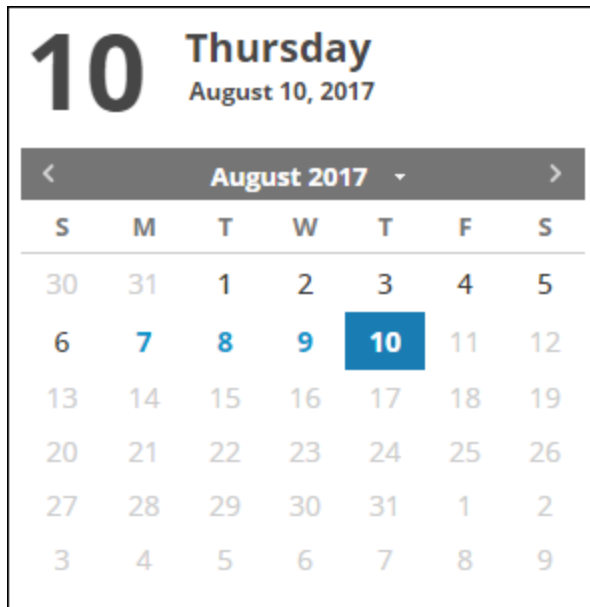 10
Thursday
August 10, 2017
August 2017
S M T W T F S
30 31 1 2 3 4 5
6 7 8 9 10 11 12
13 14 15 16 17 18 19
20 21 22 23 24 25 26
27 28 29 30 31 1 2
3 4 5 6 7 8 9